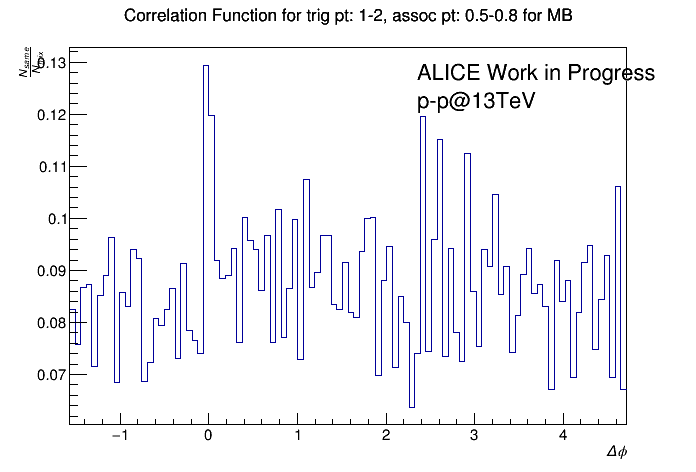 Correlation Function for trig pt: 1-2, assoc pt: 0.5-0.8 for MB
N_same
N_mix
ALICE Work in Progress
p-p@13TeV
0.13
0.12
0.11
0.1
0.09
0.08
0.07
−1 0 1 2 3 4
Δφ